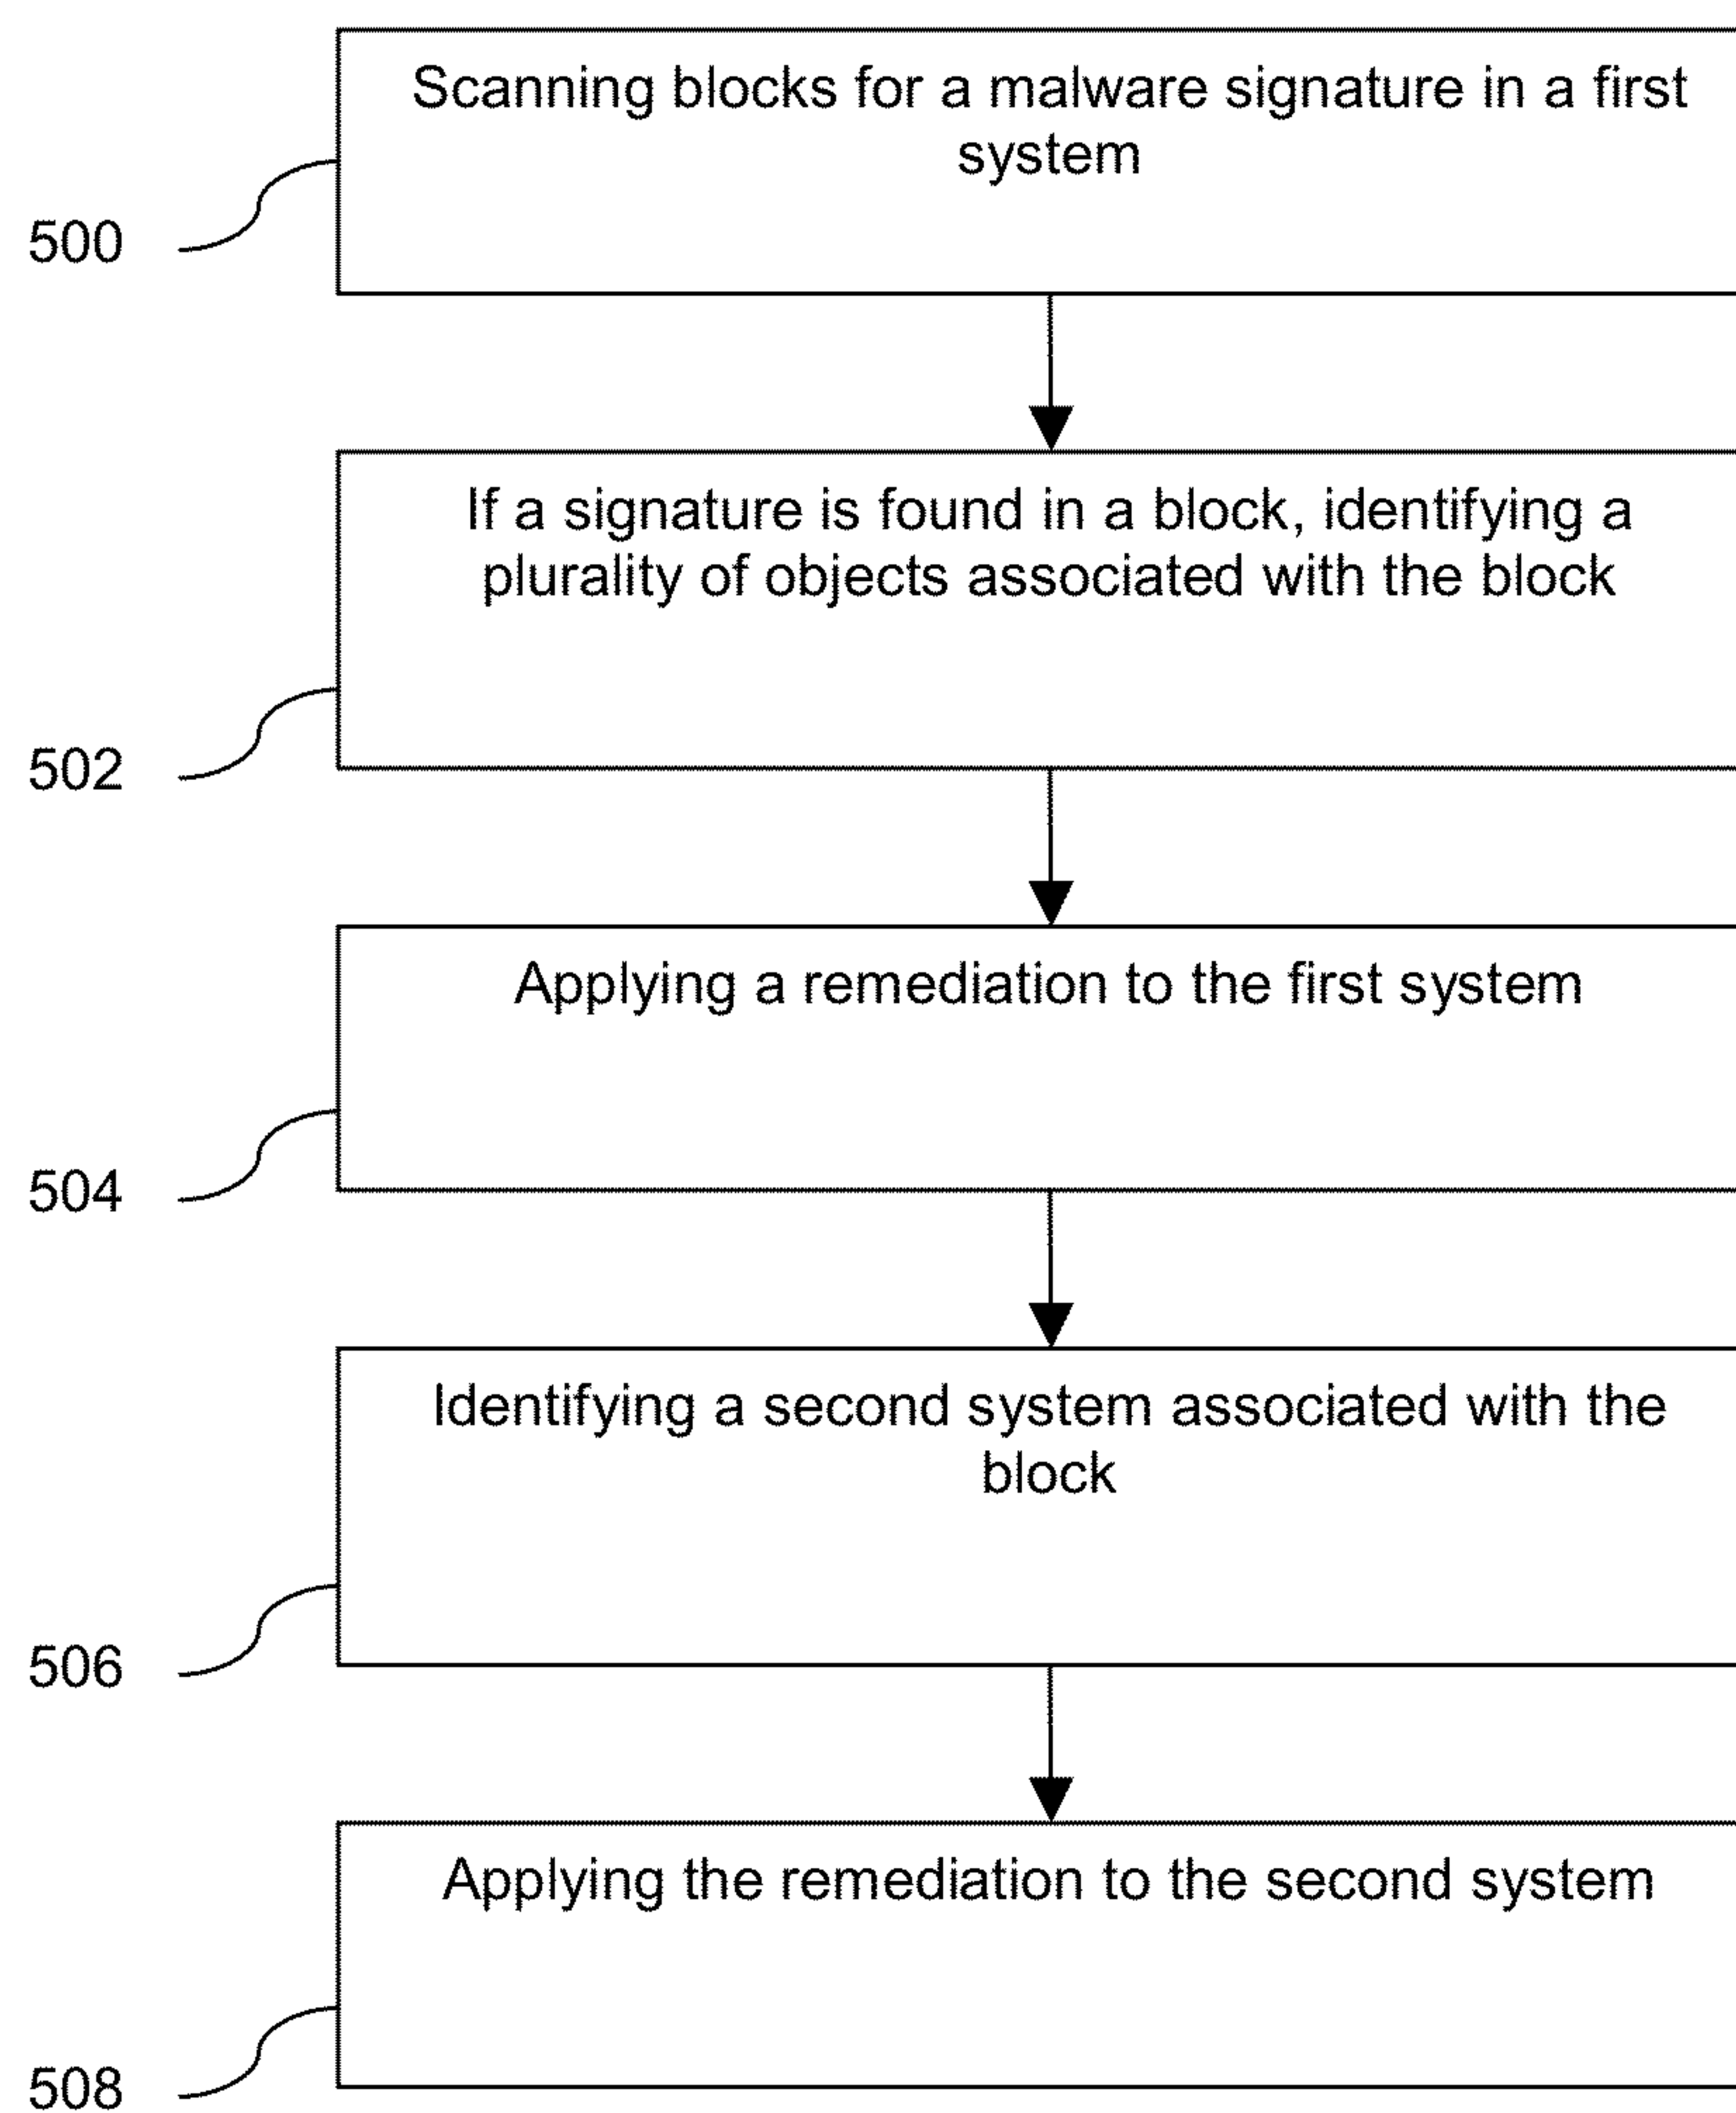 Scanning blocks for a malware signature in a first
system
500
If a signature is found in a block, identifying a
plurality of objects associated with the block
502
Applying a remediation to the first system
504
Identifying a second system associated with the
block
506
Applying the remediation to the second system
508